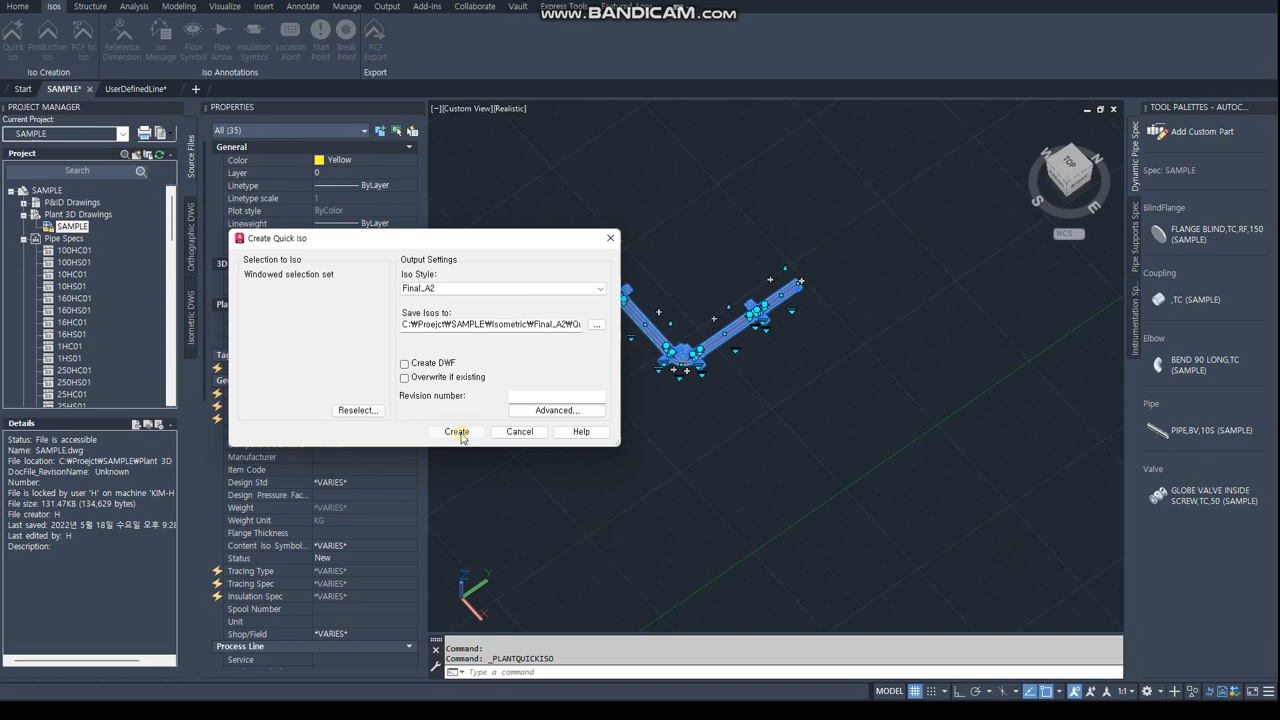 www.BANDICAM.com
Home Isos Structure Analysis Visualize View Insert Annotate Manage Output Add-ins Collaborate Vault Express Tools Featured Apps
Quick Iso
Production Iso
PCF to Iso
Reference Dimension
Iso Message
Floor Symbol
Flow Arrow
Insulation Symbol
Location Point
Start Point
Break Point
PCF Export
Iso Creation
Iso Annotations
Export
Start SAMPLE* UserDefinedLine*
PROJECT MANAGER
Current Project:
SAMPLE
Project
Search
SAMPLE
P&ID Drawings
Plant 3D Drawings
SAMPLE
Pipe Specs
100HC01
100HS01
10HC01
10HS01
160HC01
160HS01
16HC01
16HS01
1HC01
1HS01
250HC01
250HS01
25HC01
25HS01
Source Files
Orthographic DWG
Isometric DWG
Details
Status: File is accessible
Name: SAMPLE.dwg
File location: C:₩Proejct₩SAMPLE₩Plant 3D
DocFile_RevisonName: Unknown
Number:
File is locked by user 'H' on machine 'KIM-H
File size: 131.47KB (134,629 bytes)
File creator: H
Last saved: 2022년 5월 18일 수요일 오후 9:28
Last edited by: H
Description:
PROPERTIES
All (35)
General
Color Yellow
Layer 0
Linetype ByLayer
Linetype scale 1
Plot style ByColor
Lineweight ByLayer
Manufacturer
Item Code
Design Std *VARIES*
Design Pressure Fac...
Weight *VARIES*
Weight Unit KG
Flange Thickness
Content Iso Symbol... *VARIES*
Status New
Tracing Type *VARIES*
Tracing Spec *VARIES*
Insulation Spec *VARIES*
Spool Number
Unit
Shop/Field *VARIES*
Process Line
Service
Create Quick Iso
Selection to Iso
Windowed selection set
Reselect...
Output Settings
Iso Style:
Final_A2
Save Isos to:
C:₩Proejct₩SAMPLE₩Isometric₩Final_A2₩Qu
...
Create DWF
Overwrite if existing
Revision number:
Advanced...
Create Cancel Help
[−][Custom View][Realistic]
TOP
N
W
S
E
WCS
Z
Y
X
Command:
Command: _PLANTQUICKISO
Type a command
TOOL PALETTES - AUTOC...
Dynamic Pipe Spec
Pipe Supports Spec
Instrumentation Sp...
Add Custom Part
Spec: SAMPLE
BlindFlange
FLANGE BLIND,TC,RF,150 (SAMPLE)
Coupling
,TC (SAMPLE)
Elbow
BEND 90 LONG,TC (SAMPLE)
Pipe
PIPE,BV,10S (SAMPLE)
Valve
GLOBE VALVE INSIDE SCREW,TC,50 (SAMPLE)
MODEL 1:1